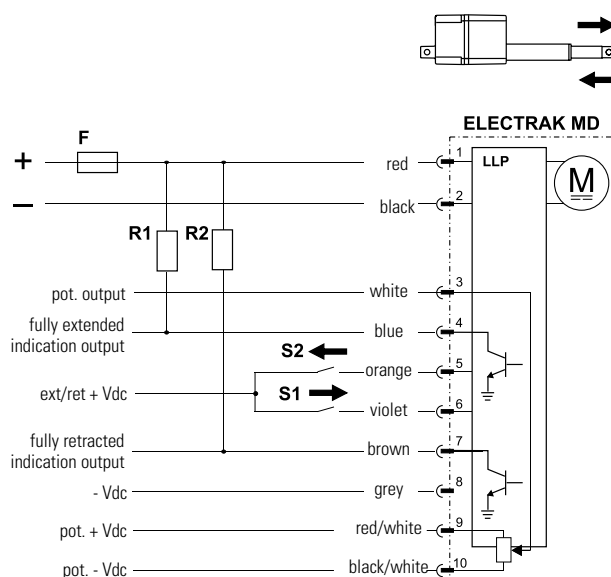 ELECTRAK MD
F
+
red
1
LLP
M
–
black
2
R1
R2
pot. output
white
3
fully extended
indication output
blue
4
S2
orange
5
ext/ret + Vdc
S1
violet
6
fully retracted
indication output
brown
7
- Vdc
grey
8
pot. + Vdc
red/white
9
pot. - Vdc
black/white
10